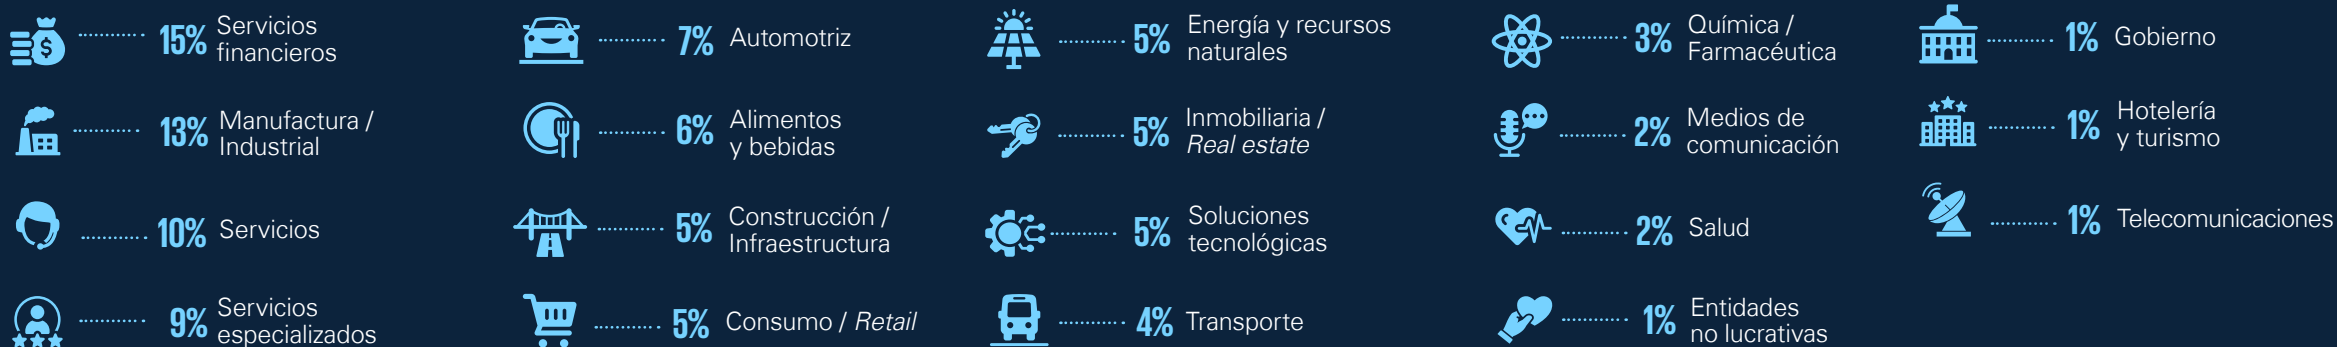 15% Servicios
financieros
13% Manufactura /
Industrial
10% Servicios
9% Servicios
especializados
7% Automotriz
6% Alimentos
y bebidas
5% Construcción /
Infraestructura
5% Consumo / Retail
5% Energía y recursos
naturales
5% Inmobiliaria /
Real estate
5% Soluciones
tecnológicas
4% Transporte
3% Química /
Farmacéutica
2% Medios de
comunicación
2% Salud
1% Entidades
no lucrativas
1% Gobierno
1% Hotelería
y turismo
1% Telecomunicaciones